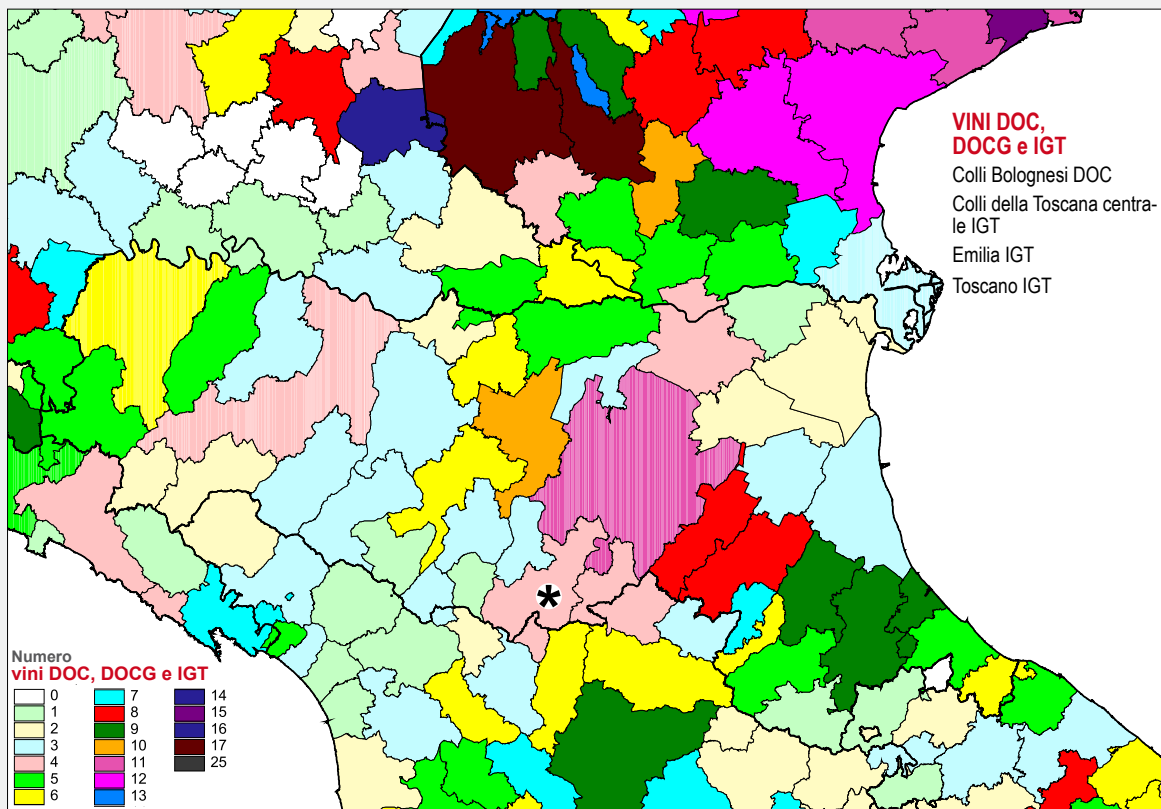 VINI DOC,
DOCG e IGT
Colli Bolognesi DOC
Colli della Toscana centra-
le IGT
Emilia IGT
Toscano IGT
*
Numero
vini DOC, DOCG e IGT
0 7 14
1 8 15
2 9 16
3 10 17
4 11 25
5 12
6 13